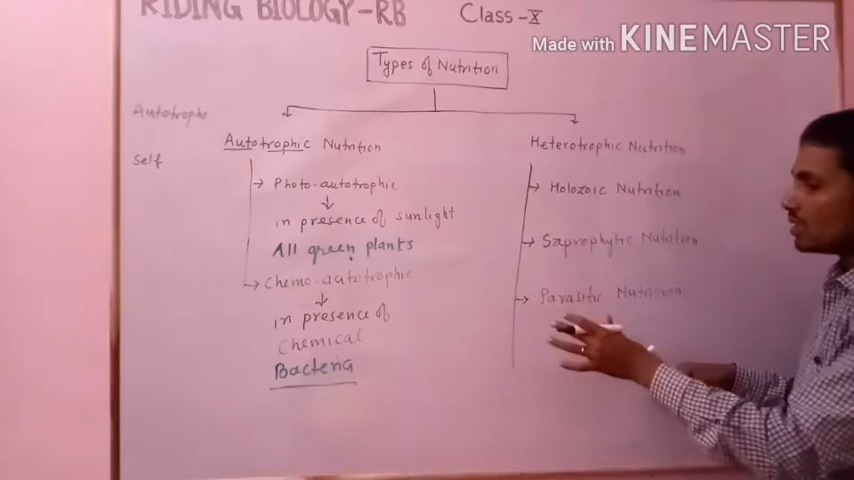 RIDING BIOLOGY-RB Class-X
Made with KINEMASTER
Types of Nutrition
Autotrophs
Self
Autotrophic Nutrition
Photo-autotrophic
in presence of sunlight
All green plants
Chemo-autotrophic
in presence of
Chemical
Bacteria
Heterotrophic Nutrition
Holozoic Nutrition
Saprophytic Nutrition
Parasitic Nutrition